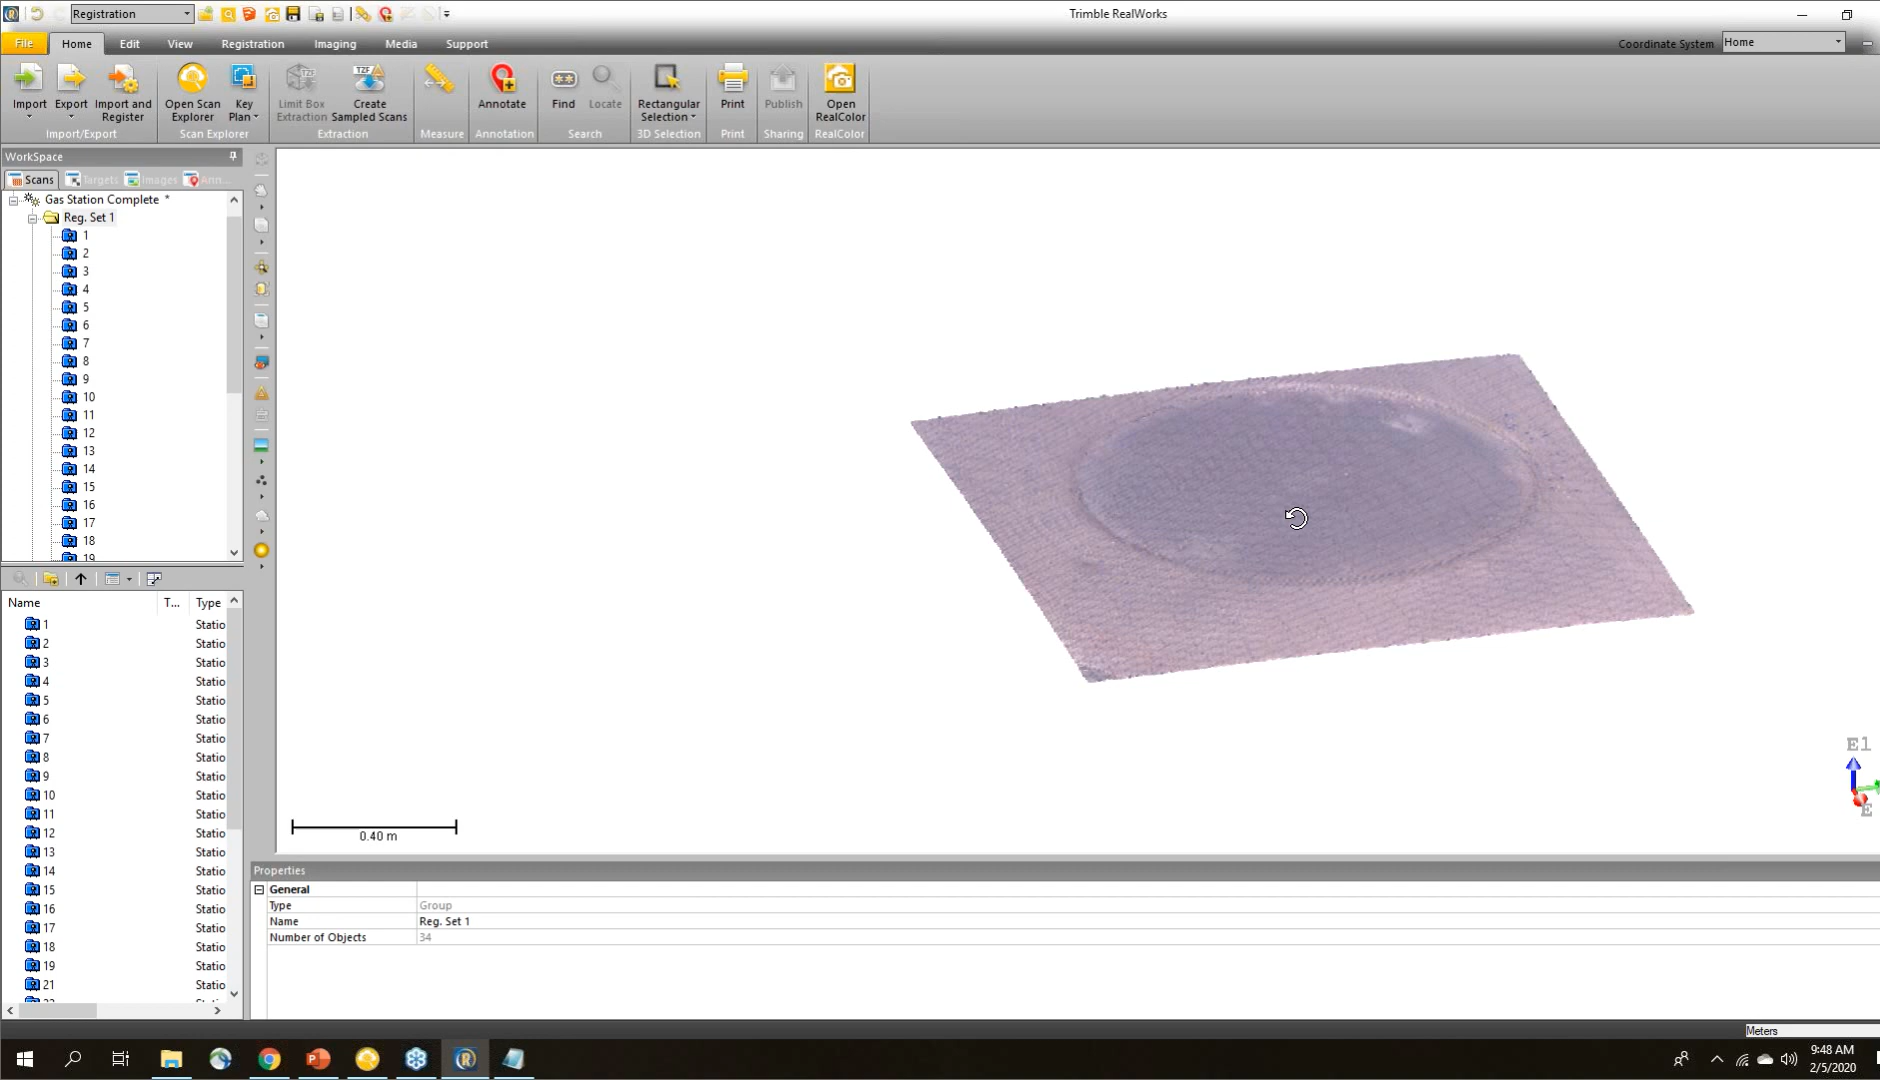 Registration
Trimble RealWorks
File Home Edit View Registration Imaging Media Support
Coordinate System Home
Import
Export
Import and Register
Open Scan Explorer
Key Plan
Limit Box Extraction
TZF Create Sampled Scans
Annotate
Find
Locate
Rectangular Selection
Print
Publish
Open RealColor
Import/Export Scan Explorer Extraction Measure Annotation Search 3D Selection Print Sharing RealColor
WorkSpace
Scans Targets Images Ann...
Gas Station Complete *
Reg. Set 1
1
2
3
4
5
6
7
8
9
10
11
12
13
14
15
16
17
18
19
Name T... Type
1 Statio
2 Statio
3 Statio
4 Statio
5 Statio
6 Statio
7 Statio
8 Statio
9 Statio
10 Statio
11 Statio
12 Statio
13 Statio
14 Statio
15 Statio
16 Statio
17 Statio
18 Statio
19 Statio
21 Statio
El
E
0.40 m
Properties
General
Type Group
Name Reg. Set 1
Number of Objects 34
Meters
9:48 AM
2/5/2020